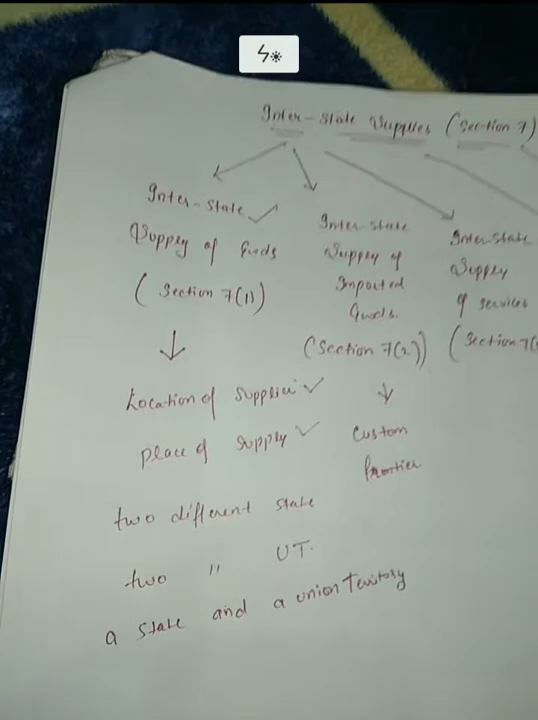 Inter-state Supplies (Section 7)
Inter-state
Supply of Goods
(Section 7(1))
Location of supplier
place of supply
two different state
two " UT.
a state and a union Territory
Inter state
Supply of
Imported
Goods.
(Section 7(2))
Custom
frontier
Inter state
Supply
of services
(Section 7(